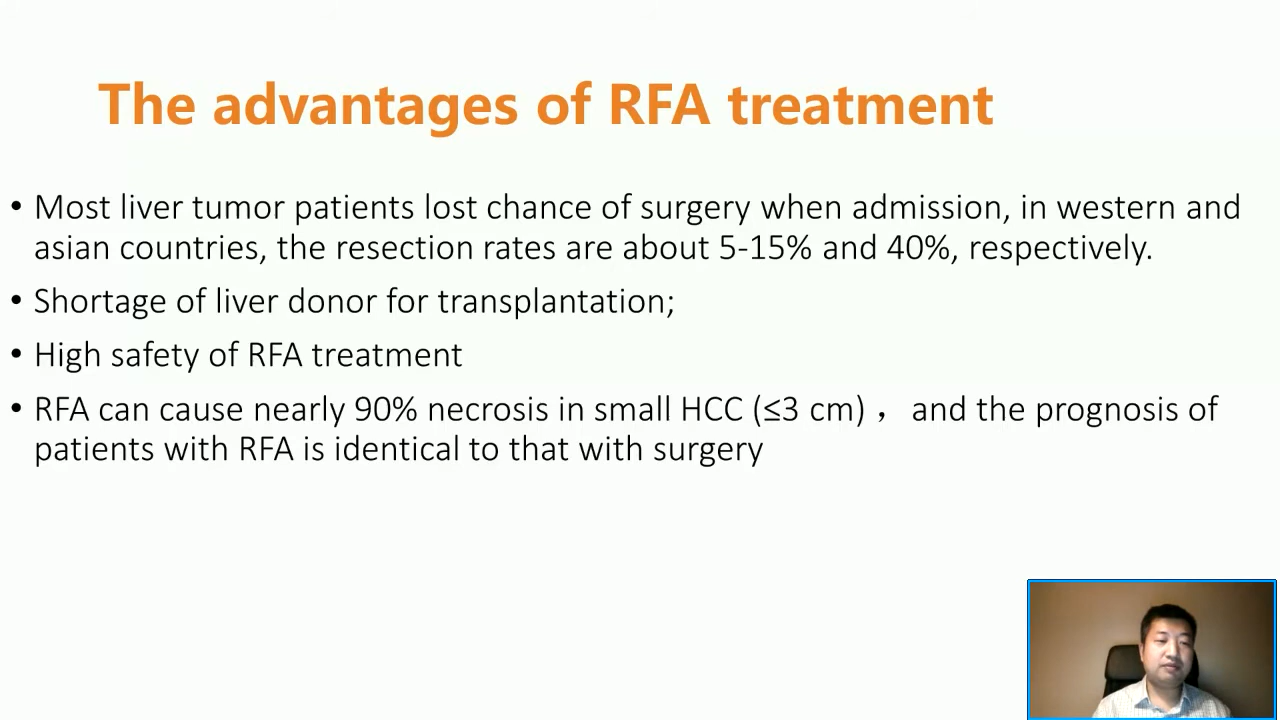 The advantages of RFA treatment
• Most liver tumor patients lost chance of surgery when admission, in western and
asian countries, the resection rates are about 5-15% and 40%, respectively.
• Shortage of liver donor for transplantation;
• High safety of RFA treatment
• RFA can cause nearly 90% necrosis in small HCC (≤3 cm) ，and the prognosis of
patients with RFA is identical to that with surgery